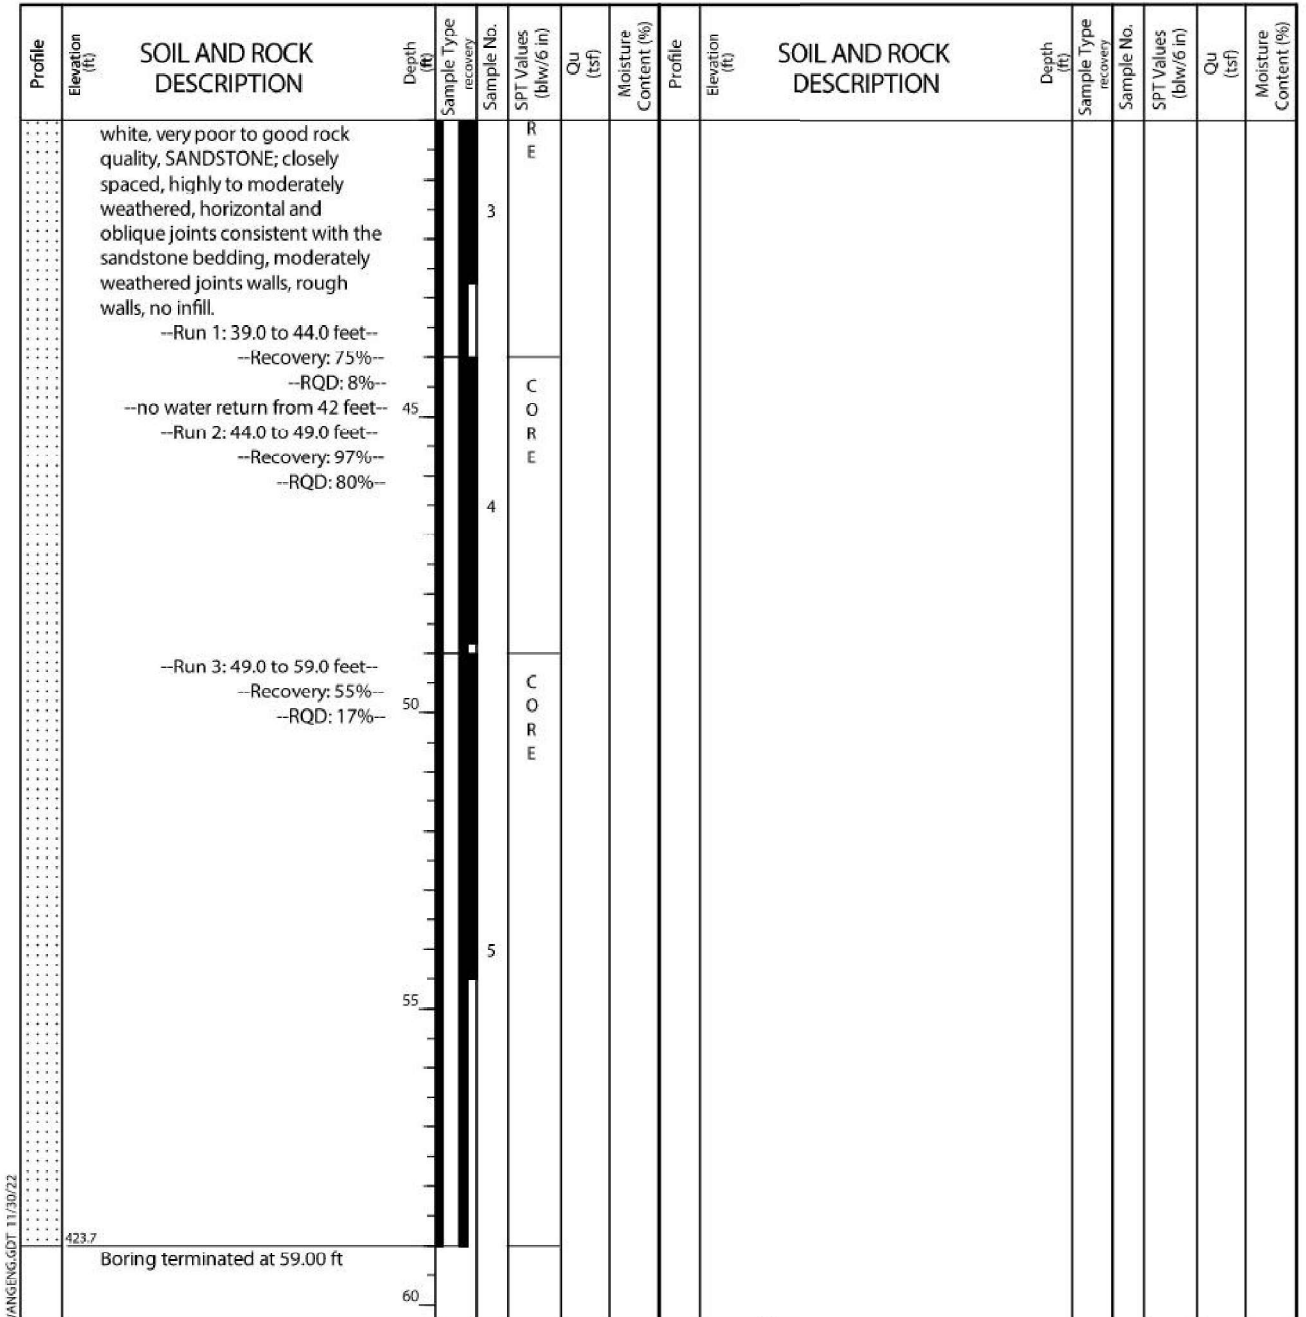 Profile
Elevation
(ft)
SOIL AND ROCK
DESCRIPTION
Depth
(ft)
Sample Type
recovery
Sample No.
SPT Values
(blw/6 in)
Qu
(tsf)
Moisture
Content (%)
Profile
Elevation
(ft)
SOIL AND ROCK
DESCRIPTION
Depth
(ft)
Sample Type
recovery
Sample No.
SPT Values
(blw/6 in)
Qu
(tsf)
Moisture
Content (%)
white, very poor to good rock
quality, SANDSTONE; closely
spaced, highly to moderately
weathered, horizontal and
oblique joints consistent with the
sandstone bedding, moderately
weathered joints walls, rough
walls, no infill.
--Run 1: 39.0 to 44.0 feet--
--Recovery: 75%--
--RQD: 8%--
--no water return from 42 feet--
--Run 2: 44.0 to 49.0 feet--
--Recovery: 97%--
--RQD: 80%--
--Run 3: 49.0 to 59.0 feet--
--Recovery: 55%--
--RQD: 17%--
423.7
Boring terminated at 59.00 ft
45
50
55
60
3
4
5
R
E
C
O
R
E
C
O
R
E
11/30/22